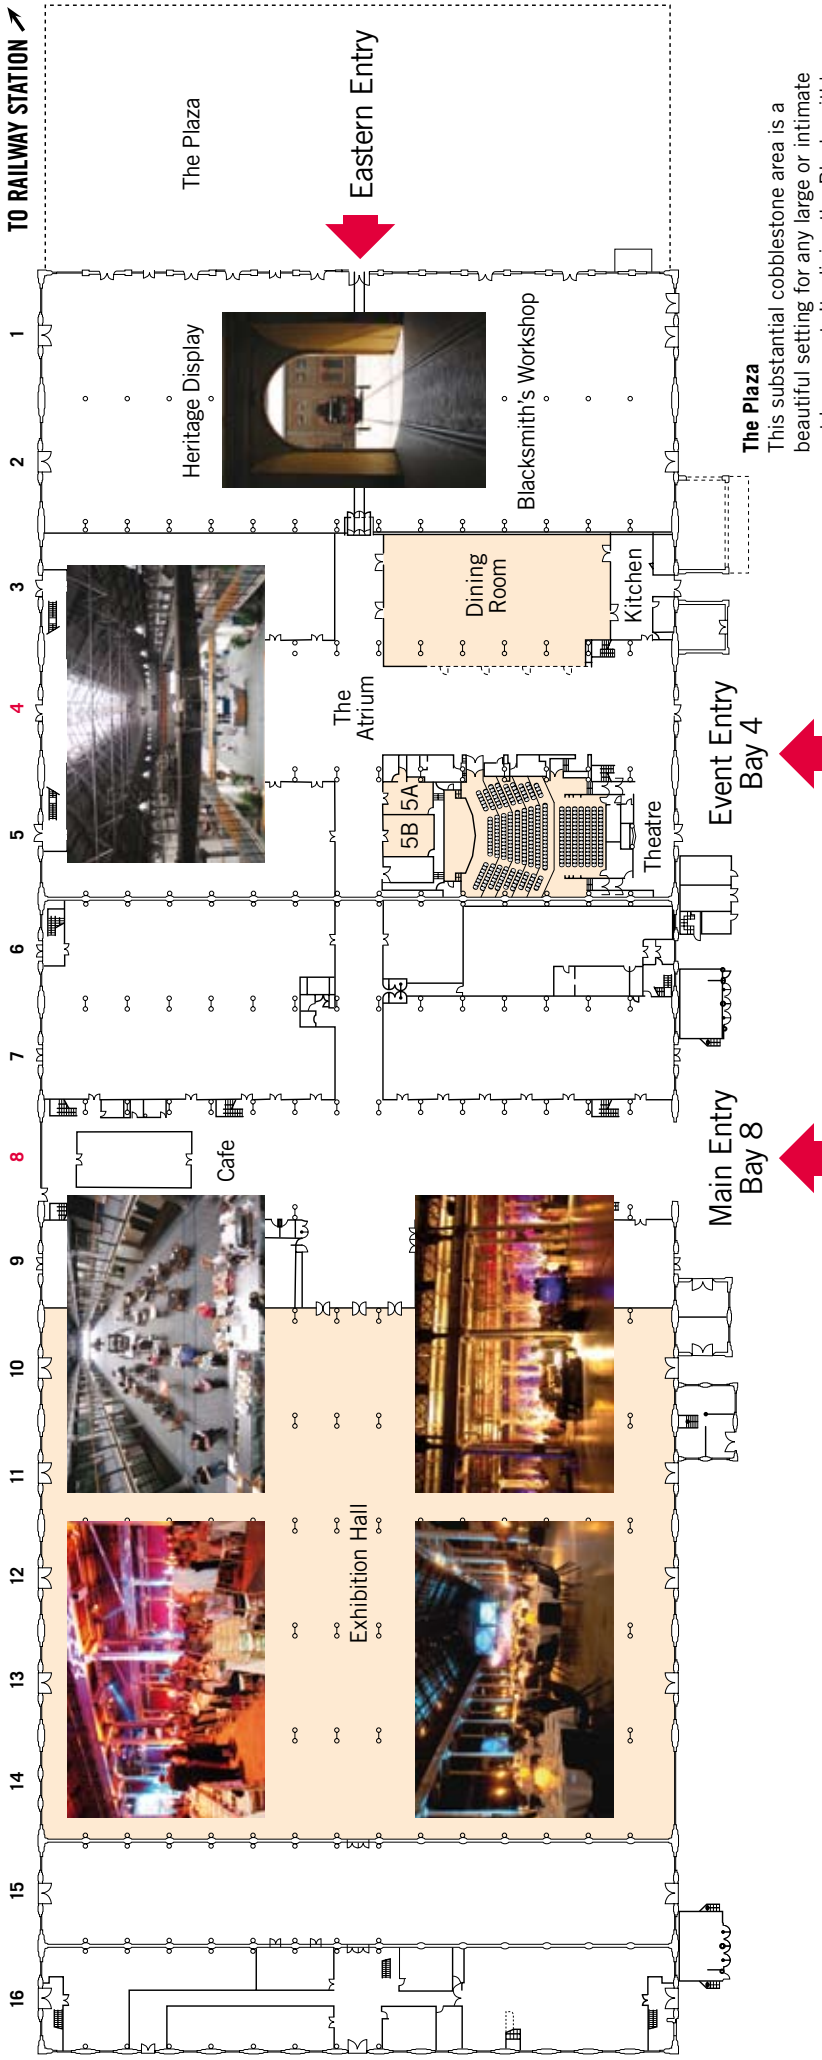 TO RAILWAY STATION
The Plaza
Eastern Entry
16 15 14 13 12 11 10 9 8 7 6 5 4 3 2 1
Heritage Display
Blacksmith's Workshop
Dining
Room
Kitchen
The
Atrium
5B 5A
Theatre
Cafe
Exhibition Hall
Main Entry
Bay 8
Event Entry
Bay 4
The Plaza
This substantial cobblestone area is a
beautiful setting for any large or intimate